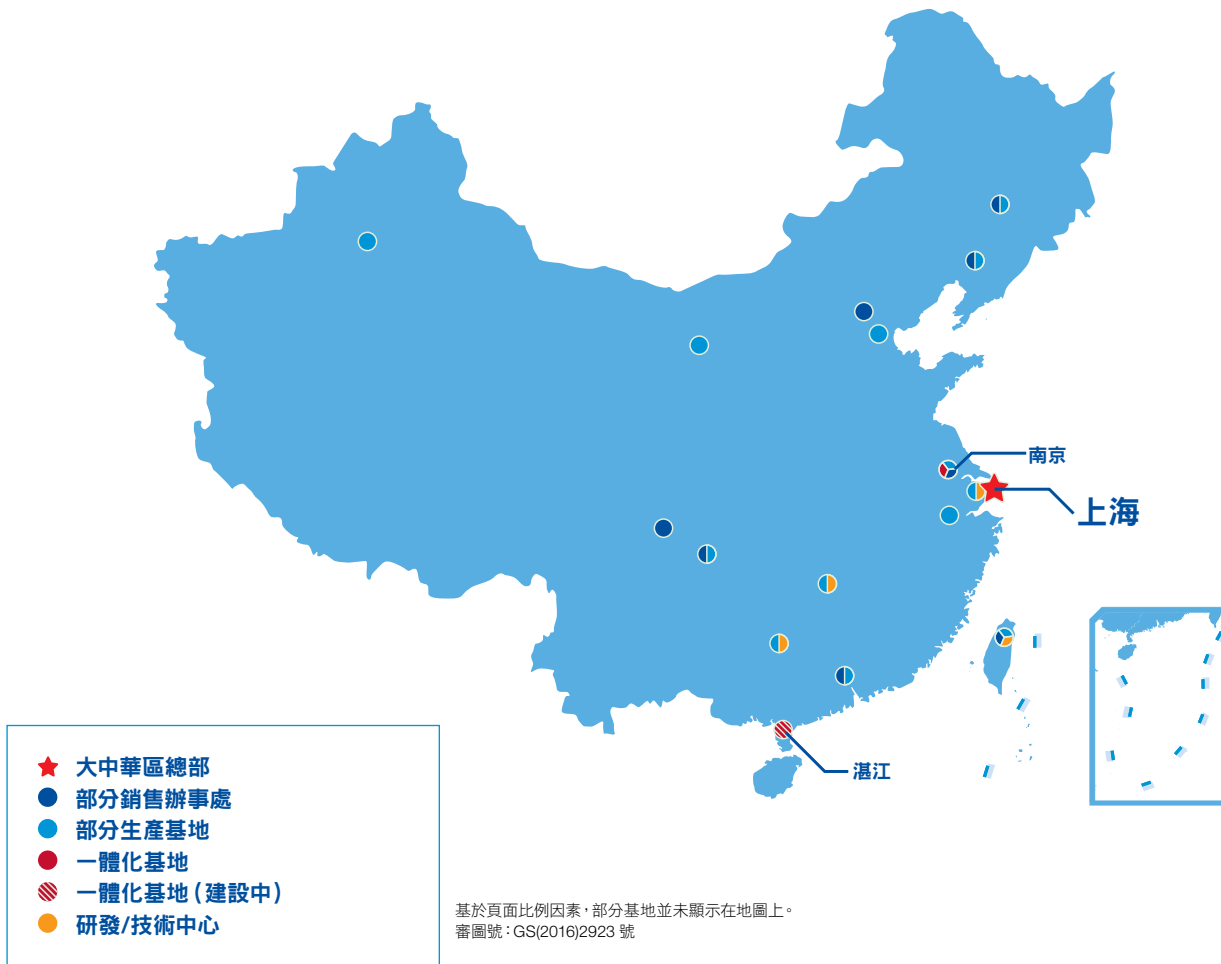 南京
上海
湛江
大中華區總部
部分銷售辦事處
部分生產基地
一體化基地
一體化基地（建設中）
研發/技術中心
基於頁面比例因素，部分基地並未顯示在地圖上。
審圖號：GS(2016)2923 號